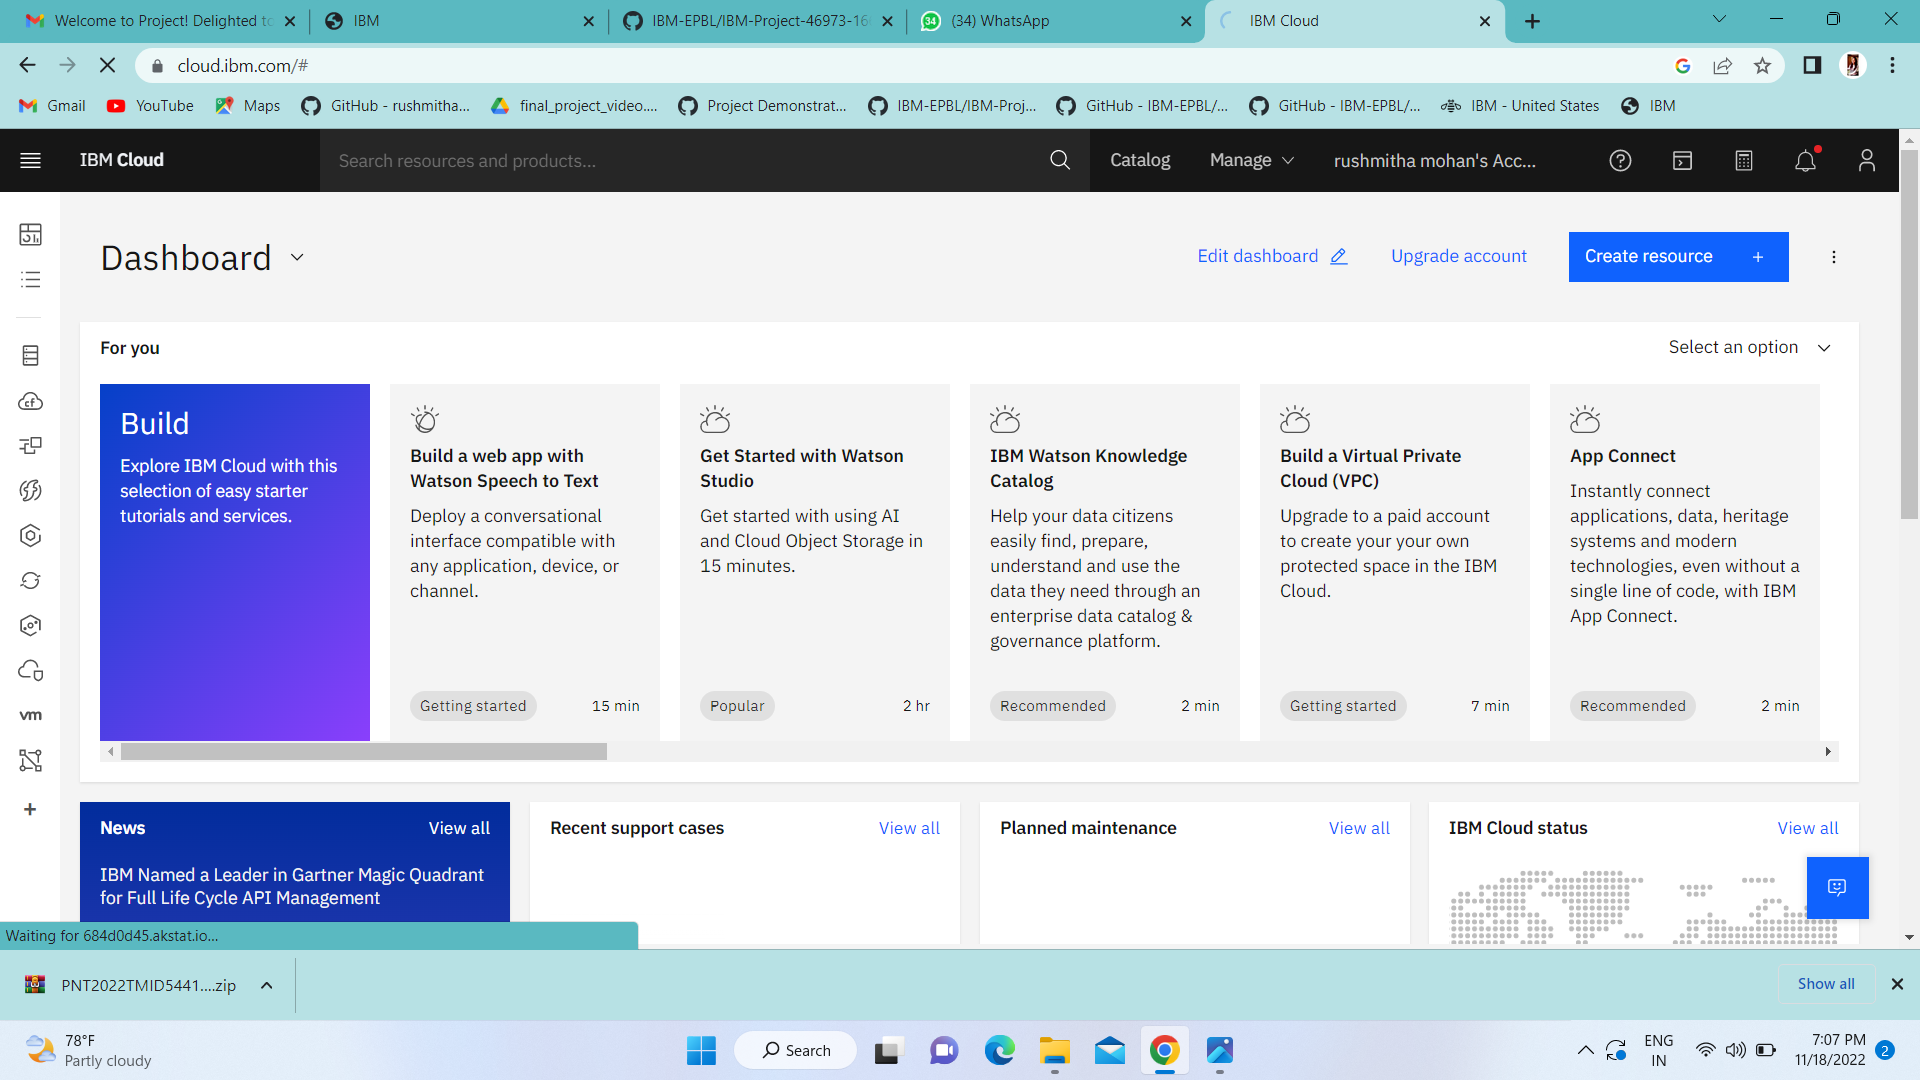 Welcome to Project! Delighted to
IBM
IBM-EPBL/IBM-Project-46973-16
(34) WhatsApp
IBM Cloud
cloud.ibm.com/#
Gmail
YouTube
Maps
GitHub - rushmitha...
final_project_video....
Project Demonstrat...
IBM-EPBL/IBM-Proj...
GitHub - IBM-EPBL/...
GitHub - IBM-EPBL/...
IBM - United States
IBM
IBM Cloud
Search resources and products...
Catalog
Manage
rushmitha mohan's Acc...
Dashboard
Edit dashboard
Upgrade account
Create resource +
For you
Select an option
Build
Explore IBM Cloud with this
selection of easy starter
tutorials and services.
Build a web app with
Watson Speech to Text
Deploy a conversational
interface compatible with
any application, device, or
channel.
Getting started
15 min
Get Started with Watson
Studio
Get started with using AI
and Cloud Object Storage in
15 minutes.
Popular
2 hr
IBM Watson Knowledge
Catalog
Help your data citizens
easily find, prepare,
understand and use the
data they need through an
enterprise data catalog &
governance platform.
Recommended
2 min
Build a Virtual Private
Cloud (VPC)
Upgrade to a paid account
to create your your own
protected space in the IBM
Cloud.
Getting started
7 min
App Connect
Instantly connect
applications, data, heritage
systems and modern
technologies, even without a
single line of code, with IBM
App Connect.
Recommended
2 min
cf
vm
News
View all
IBM Named a Leader in Gartner Magic Quadrant
for Full Life Cycle API Management
Recent support cases
View all
Planned maintenance
View all
IBM Cloud status
View all
Waiting for 684d0d45.akstat.io...
PNT2022TMID5441....zip
Show all
78°F
Partly cloudy
Search
ENG
IN
7:07 PM
11/18/2022
2